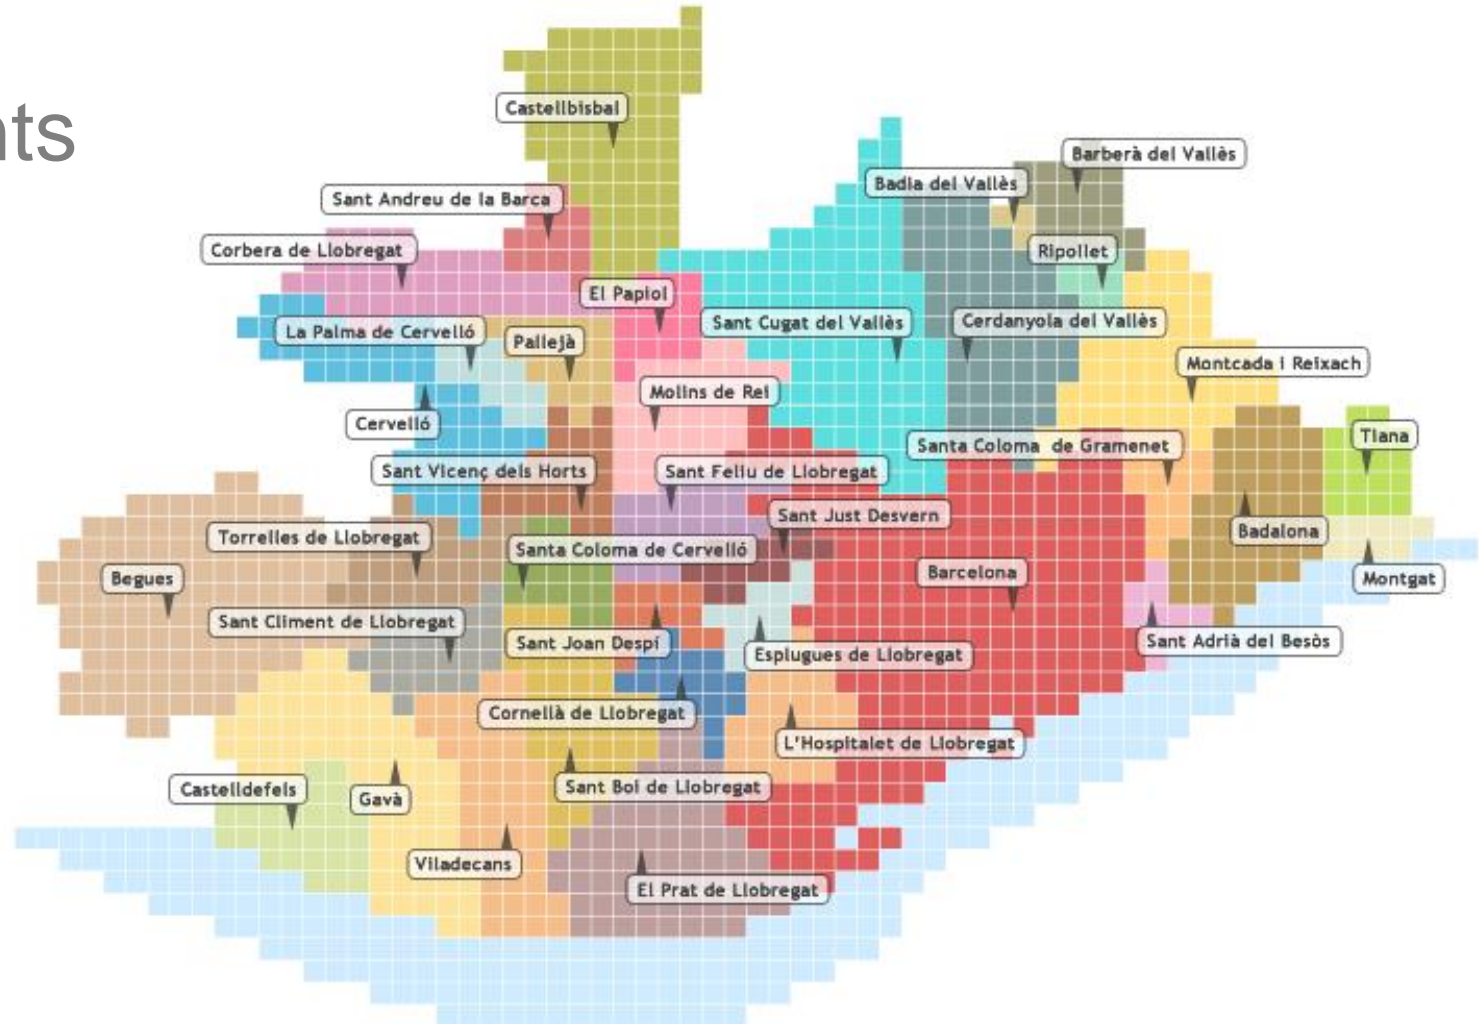 nts
Castellbisbal
Barberà del Vallès
Badia del Vallès
Sant Andreu de la Barca
Corbera de Llobregat
Ripollet
El Papiol
Sant Cugat del Vallès
Cerdanyola del Vallès
La Palma de Cervelló
Pallejà
Montcada i Reixach
Molins de Rei
Cervelló
Tiana
Santa Coloma de Gramenet
Sant Vicenç dels Horts
Sant Feliu de Llobregat
Sant Just Desvern
Torrelles de Llobregat
Badalona
Santa Coloma de Cervelló
Begues
Barcelona
Montgat
Sant Climent de Llobregat
Sant Joan Despí
Esplugues de Llobregat
Sant Adrià del Besòs
Cornellà de Llobregat
L'Hospitalet de Llobregat
Castelldefels
Gavà
Sant Boi de Llobregat
Viladecans
El Prat de Llobregat